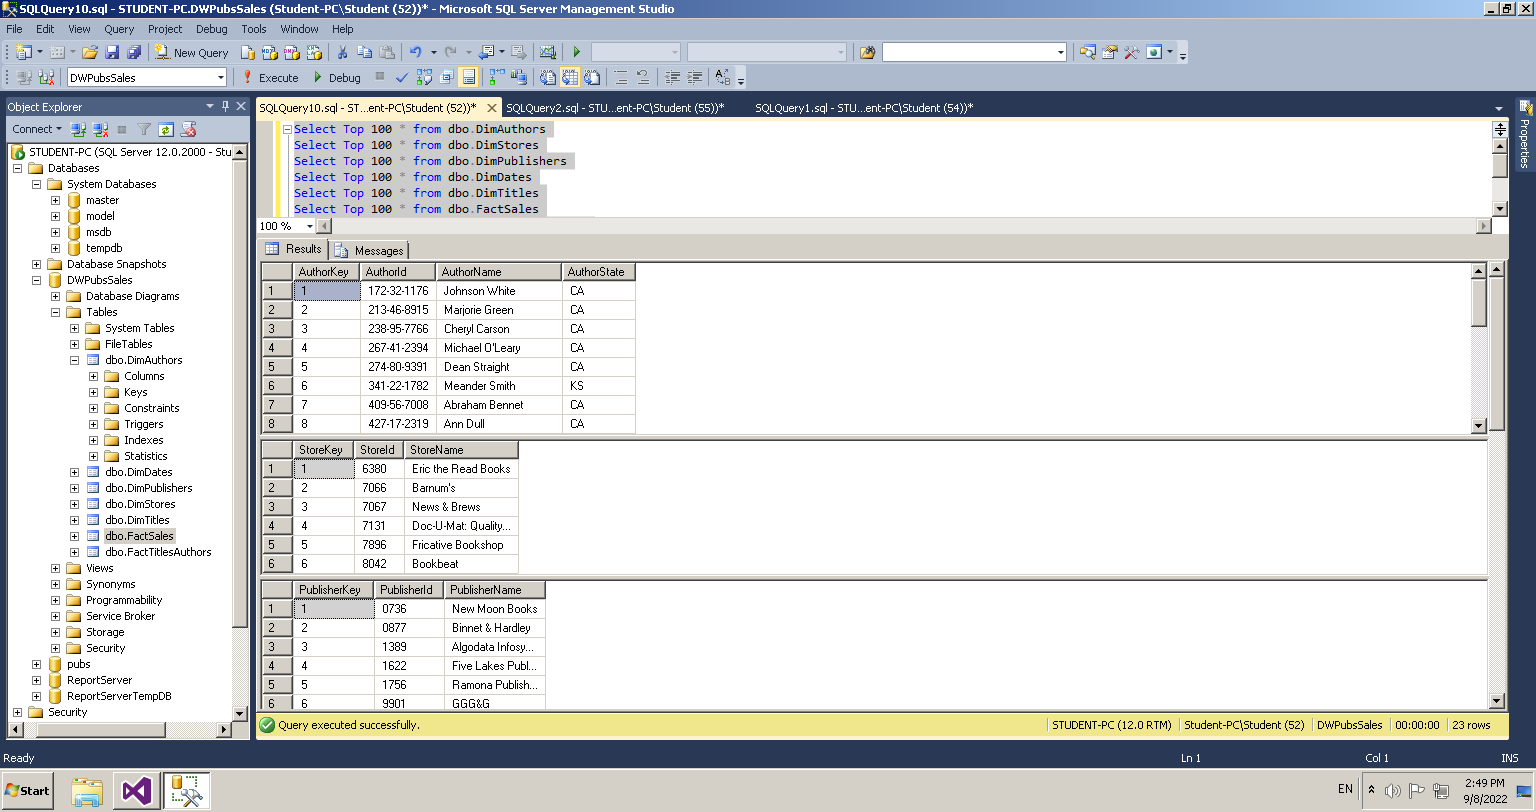 SQLQuery10.sql - STUDENT-PC.DWPubsSales (Student-PC\Student (52))* - Microsoft SQL Server Management Studio
File Edit View Query Project Debug Tools Window Help
New Query
DWPubsSales Execute Debug
Object Explorer
Connect
STUDENT-PC (SQL Server 12.0.2000 - Stu
Databases
System Databases
master
model
msdb
tempdb
Database Snapshots
DWPubsSales
Database Diagrams
Tables
System Tables
FileTables
dbo.DimAuthors
Columns
Keys
Constraints
Triggers
Indexes
Statistics
dbo.DimDates
dbo.DimPublishers
dbo.DimStores
dbo.DimTitles
dbo.FactSales
dbo.FactTitlesAuthors
Views
Synonyms
Programmability
Service Broker
Storage
Security
pubs
ReportServer
ReportServerTempDB
Security
SQLQuery10.sql - ST...ent-PC\Student (52))* SQLQuery2.sql - STU...ent-PC\Student (55))* SQLQuery1.sql - STU...ent-PC\Student (54))*
Select Top 100 * from dbo.DimAuthors
Select Top 100 * from dbo.DimStores
Select Top 100 * from dbo.DimPublishers
Select Top 100 * from dbo.DimDates
Select Top 100 * from dbo.DimTitles
Select Top 100 * from dbo.FactSales
100 %
Results Messages
AuthorKey AuthorId AuthorName AuthorState
1 1 172-32-1176 Johnson White CA
2 2 213-46-8915 Marjorie Green CA
3 3 238-95-7766 Cheryl Carson CA
4 4 267-41-2394 Michael O'Leary CA
5 5 274-80-9391 Dean Straight CA
6 6 341-22-1782 Meander Smith KS
7 7 409-56-7008 Abraham Bennet CA
8 8 427-17-2319 Ann Dull CA
StoreKey StoreId StoreName
1 1 6380 Eric the Read Books
2 2 7066 Barnum's
3 3 7067 News & Brews
4 4 7131 Doc-U-Mat: Quality...
5 5 7896 Fricative Bookshop
6 6 8042 Bookbeat
PublisherKey PublisherId PublisherName
1 1 0736 New Moon Books
2 2 0877 Binnet & Hardley
3 3 1389 Algodata Infosy...
4 4 1622 Five Lakes Publ...
5 5 1756 Ramona Publish...
6 6 9901 GGG&G
Query executed successfully. STUDENT-PC (12.0 RTM) Student-PC\Student (52) DWPubsSales 00:00:00 23 rows
Properties
Ready Ln 1 Col 1 INS
Start EN 2:49 PM
9/8/2022